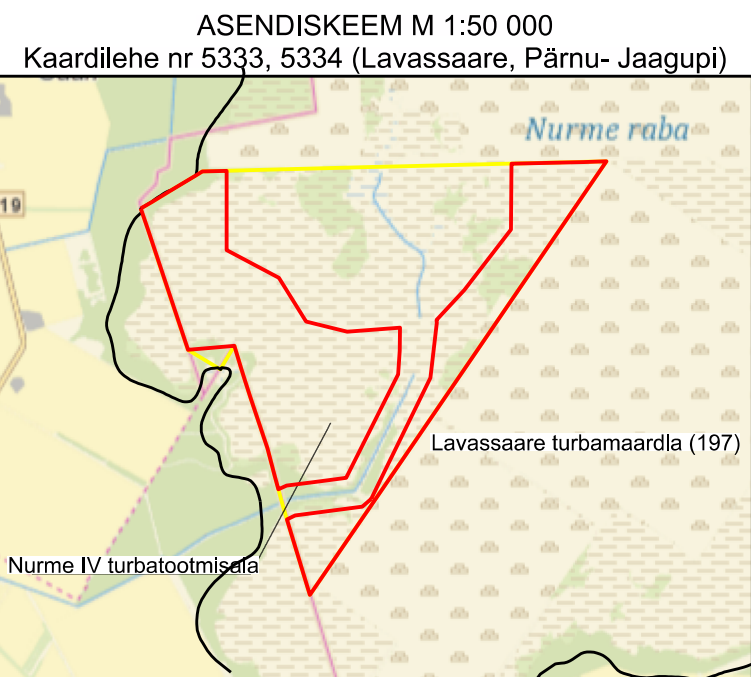 ASENDISKEEM M 1:50 000
Kaardilehe nr 5333, 5334 (Lavassaare, Pärnu- Jaagupi)
Nurme raba
19
Lavassaare turbamaardla (197)
Nurme IV turbatootmisala